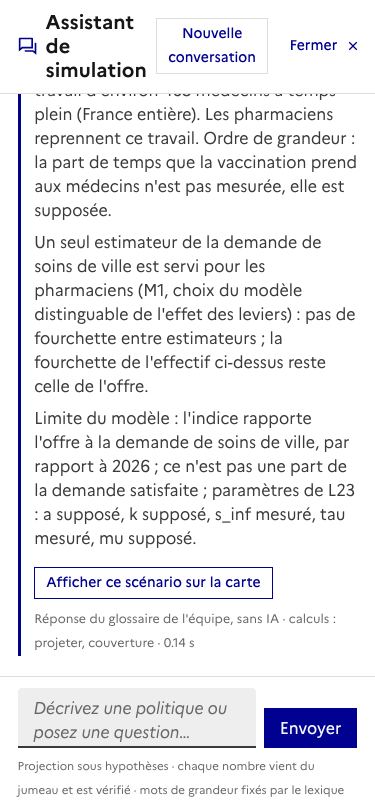 Assistant
de
simulation
Nouvelle
conversation
Fermer ×
plein (France entière). Les pharmaciens
reprennent ce travail. Ordre de grandeur :
la part de temps que la vaccination prend
aux médecins n'est pas mesurée, elle est
supposée.
Un seul estimateur de la demande de
soins de ville est servi pour les
pharmaciens (M1, choix du modèle
distinguable de l'effet des leviers) : pas de
fourchette entre estimateurs ; la
fourchette de l'effectif ci-dessus reste
celle de l'offre.
Limite du modèle : l'indice rapporte
l'offre à la demande de soins de ville, par
rapport à 2026 ; ce n'est pas une part de
la demande satisfaite ; paramètres de L23
: a supposé, k supposé, s_inf mesuré, tau
mesuré, mu supposé.
Afficher ce scénario sur la carte
Réponse du glossaire de l'équipe, sans IA · calculs :
projeter, couverture · 0.14 s
Décrivez une politique ou
posez une question…
Envoyer
Projection sous hypothèses · chaque nombre vient du
jumeau et est vérifié · mots de grandeur fixés par le lexique